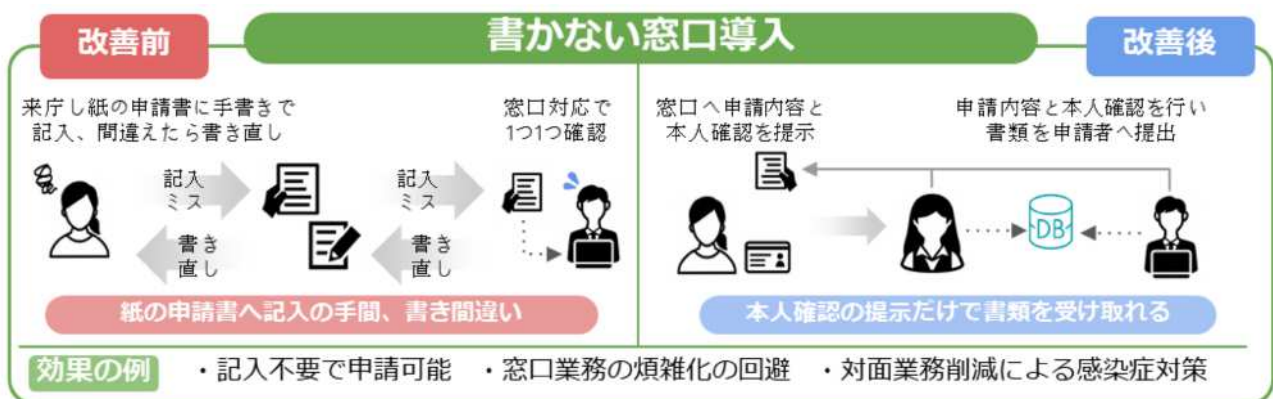 改善前
書かない窓口導入
改善後
来庁し紙の申請書に手書きで
記入、間違えたら書き直し
窓口対応で
1つ1つ確認
記入
ミス
書き
直し
記入
ミス
書き
直し
紙の申請書へ記入の手間、書き間違い
窓口へ申請内容と
本人確認を提示
申請内容と本人確認を行い
書類を申請者へ提出
DB
本人確認の提示だけで書類を受け取れる
効果の例
・記入不要で申請可能 ・窓口業務の煩雑化の回避 ・対面業務削減による感染症対策